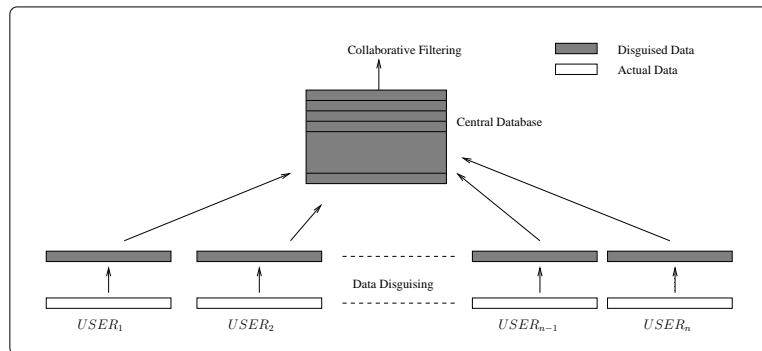 Collaborative Filtering
Disguised Data
Actual Data
Central Database
Data Disguising
USER₁ USER₂ USERₙ₋₁ USERₙ